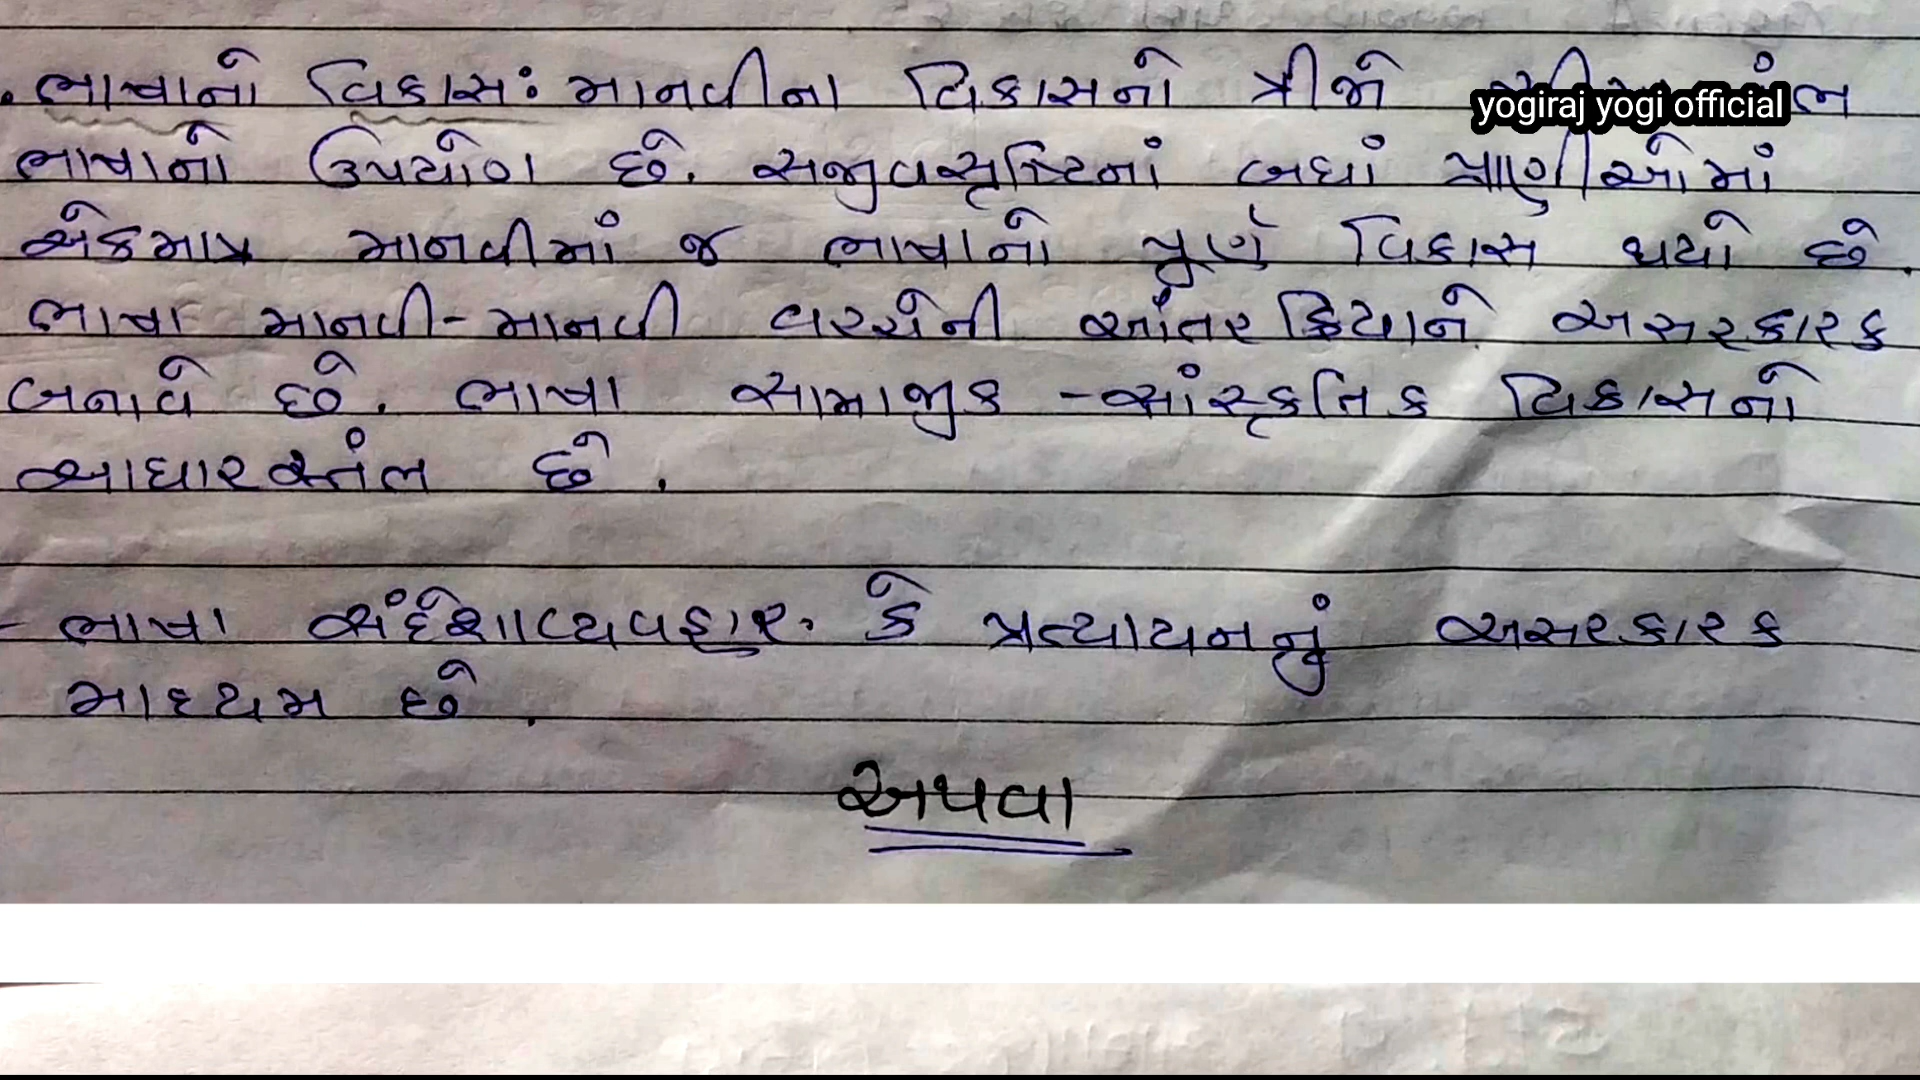 ભાષાનો વિકાસ: માનવીના વિકાસનો ત્રીજો
yogiraj yogi official
ભાષાનો ઉપયોગ છે. સજીવસૃષ્ટિનાં બધાં પ્રાણીઓમાં
એકમાત્ર માનવીમાં જ ભાષાનો પૂર્ણ વિકાસ થયો છે.
ભાષા માનવી-માનવી વચ્ચેની આંતરક્રિયાને અસરકારક
બનાવે છે. ભાષા સામાજીક -સાંસ્કૃતિક વિકાસનો
આધારસ્તંભ છે.
- ભાષા સંદેશાવ્યવહાર. કે પ્રત્યાયનનું અસરકારક
માધ્યમ છે.
અથવા